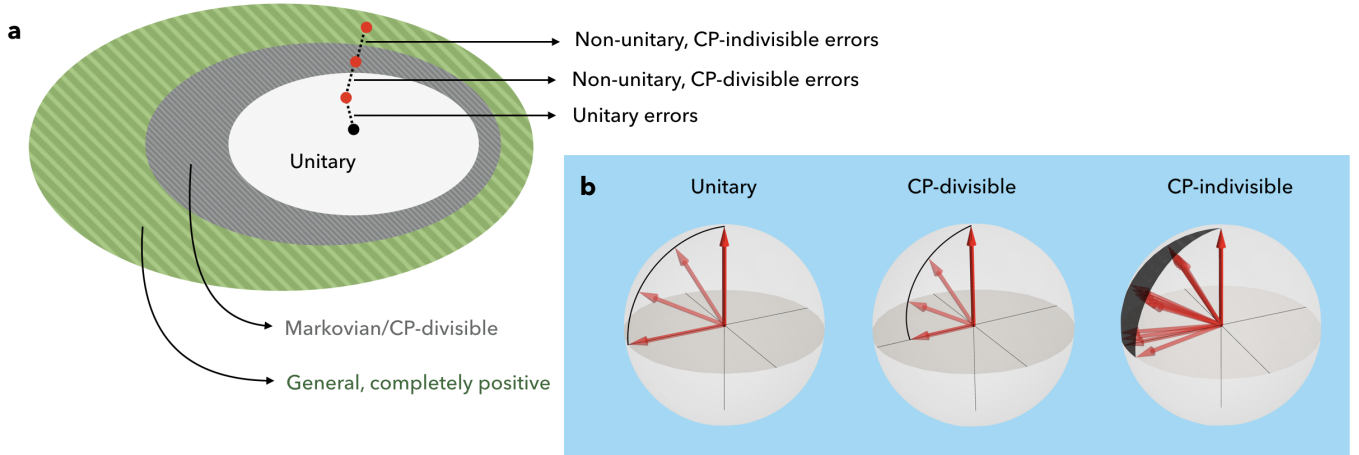 a
Non-unitary, CP-indivisible errors
Non-unitary, CP-divisible errors
Unitary errors
Unitary
Markovian/CP-divisible
General, completely positive
b
Unitary
CP-divisible
CP-indivisible